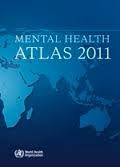 MENTAL HEALTH
ATLAS 2011
World Health
Organization